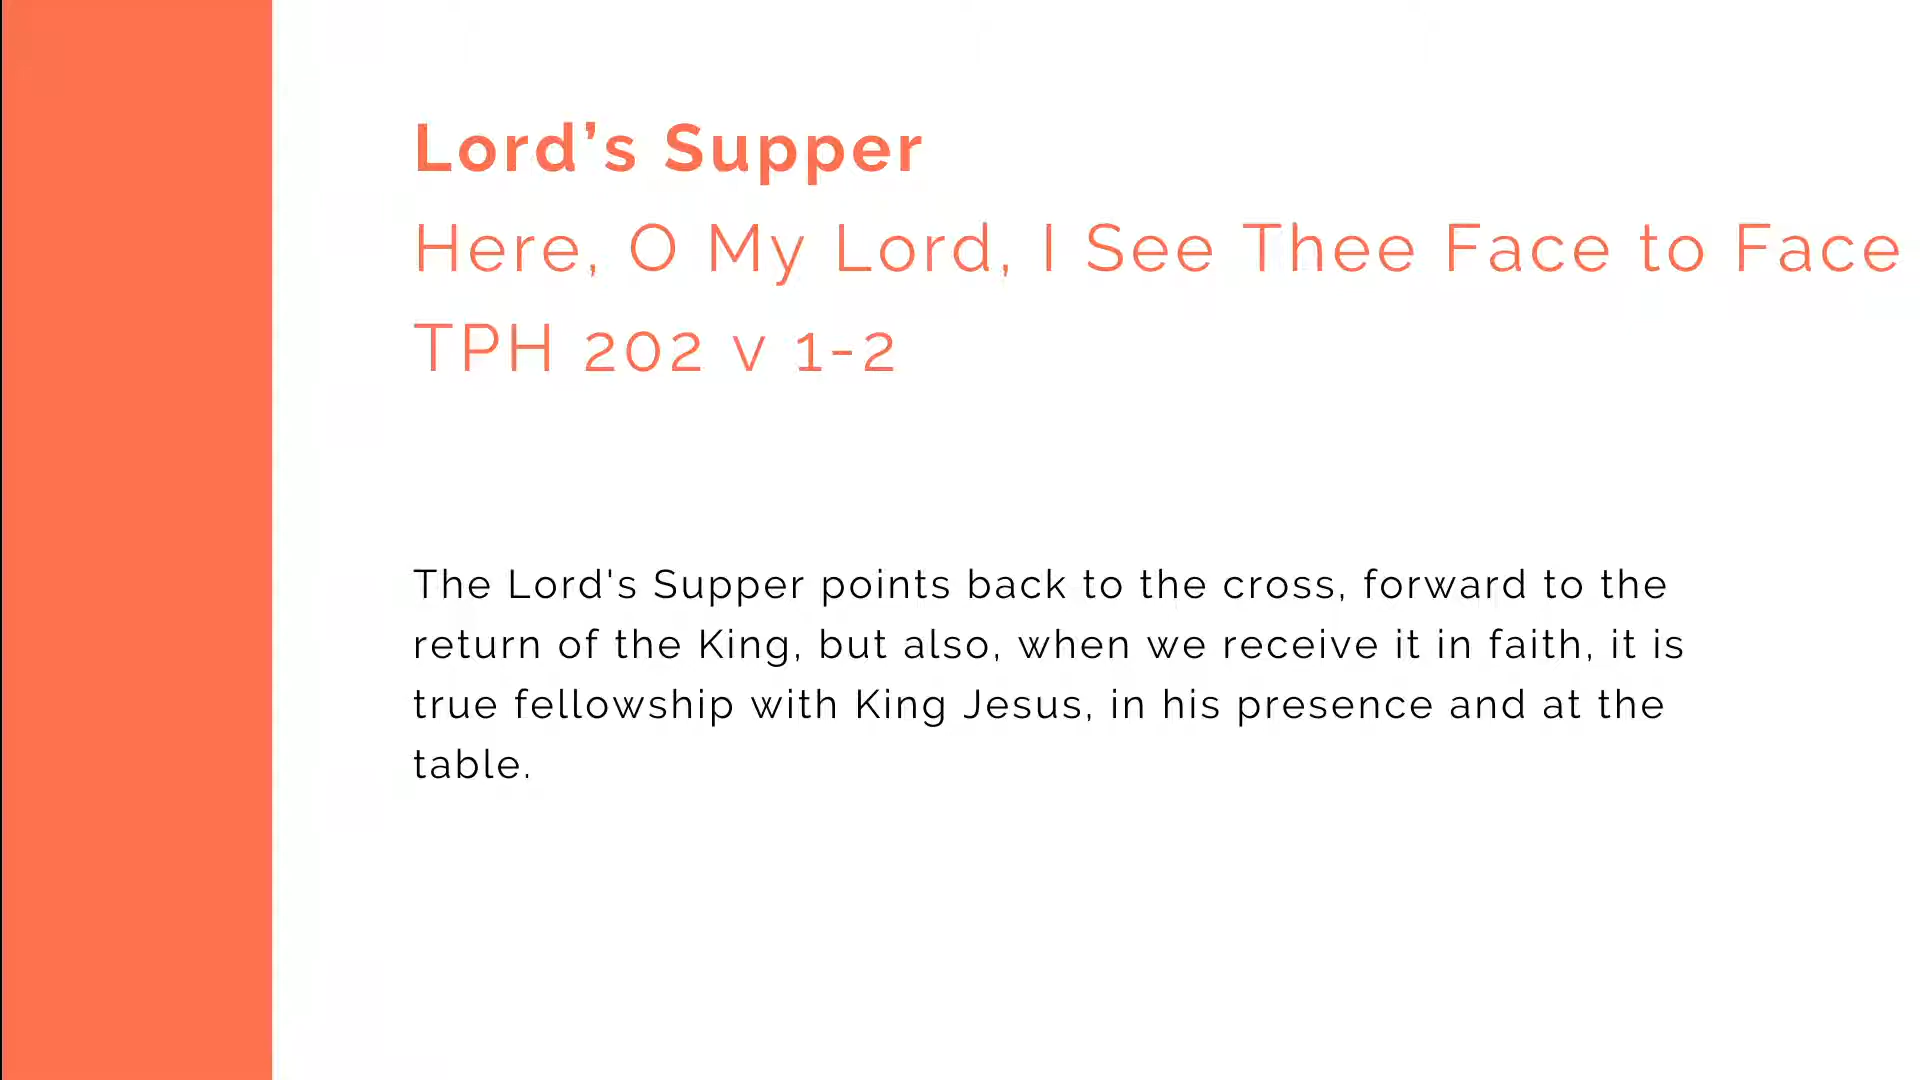 Lord’s Supper
Here, O My Lord, I See Thee Face to Face
TPH 202 v 1-2
The Lord's Supper points back to the cross, forward to the
return of the King, but also, when we receive it in faith, it is
true fellowship with King Jesus, in his presence and at the
table.